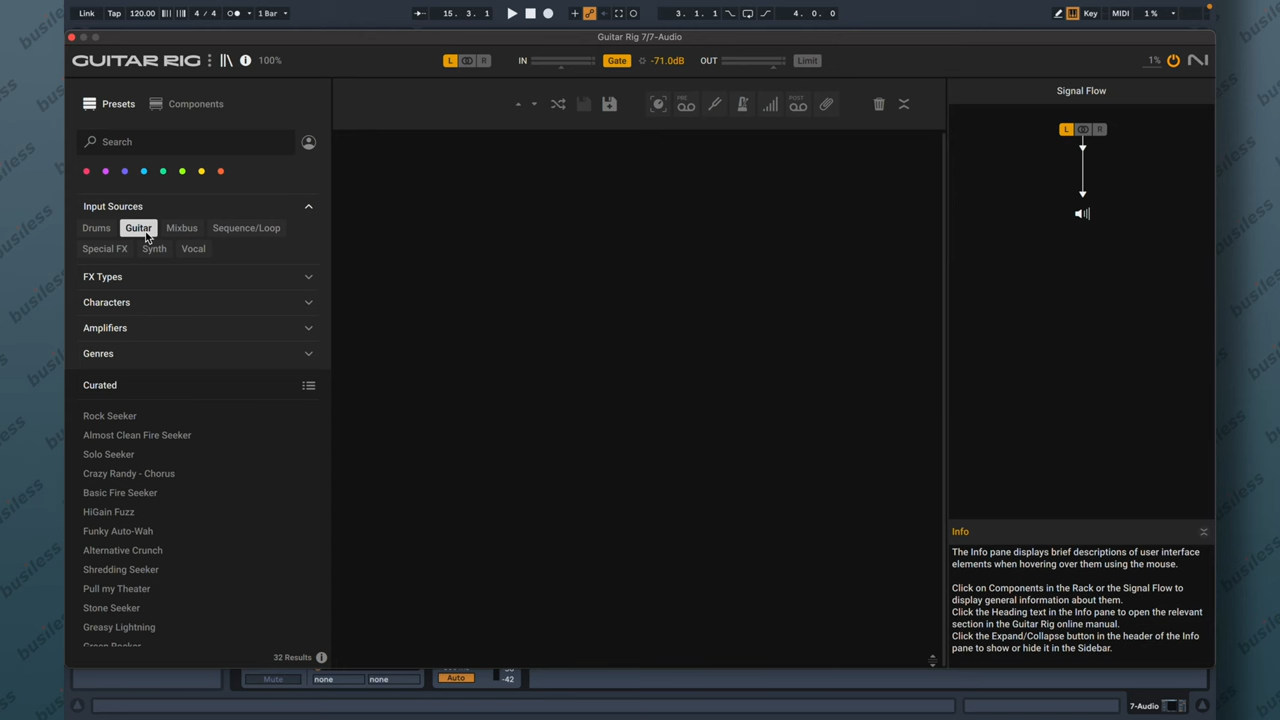 Link Tap 120.00 4 / 4 1 Bar 15. 3. 1 3. 1. 1 4. 0. 0 Key MIDI 1 %
Guitar Rig 7/7-Audio
GUITAR RIG 100% L R IN Gate -71.0dB OUT Limit 1%
Presets Components
Signal Flow
PRE POST
Search
L R
Input Sources
Drums Guitar Mixbus Sequence/Loop
Special FX Synth Vocal
FX Types
Characters
Amplifiers
Genres
Curated
Rock Seeker
Almost Clean Fire Seeker
Solo Seeker
Crazy Randy - Chorus
Basic Fire Seeker
HiGain Fuzz
Funky Auto-Wah
Alternative Crunch
Shredding Seeker
Pull my Theater
Stone Seeker
Greasy Lightning
32 Results
Info
The Info pane displays brief descriptions of user interface
elements when hovering over them using the mouse.
Click on Components in the Rack or the Signal Flow to
display general information about them.
Click the Heading text in the Info pane to open the relevant
section in the Guitar Rig online manual.
Click the Expand/Collapse button in the header of the Info
pane to show or hide it in the Sidebar.
Mute none none Auto -42
7-Audio
busiless